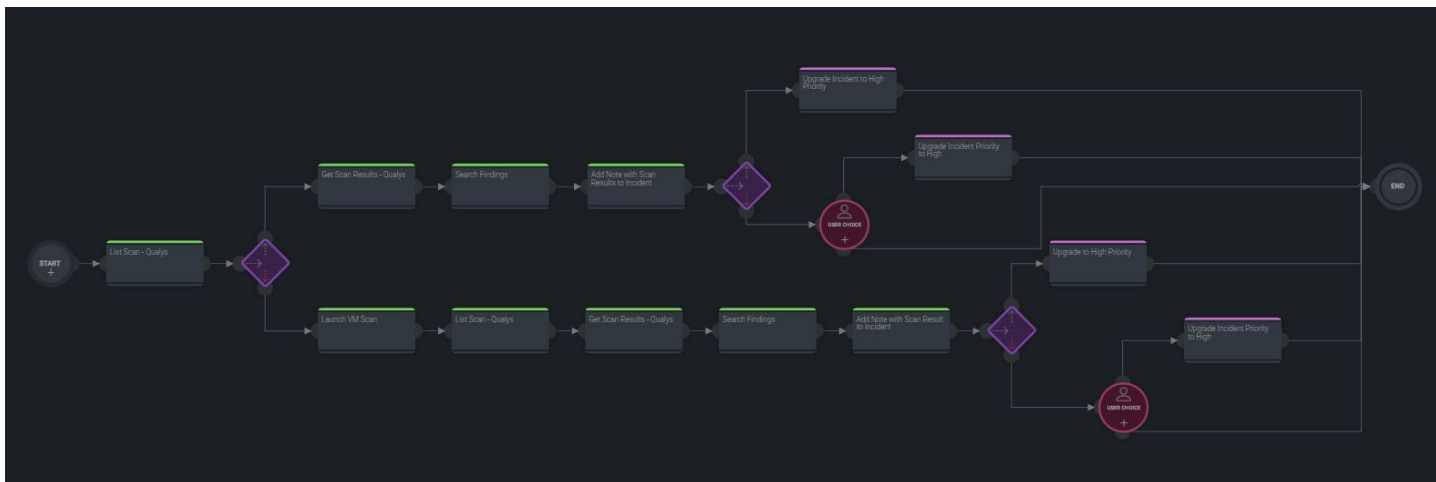 START
+
List Scan - Qualys
Get Scan Results - Qualys
Search Findings
Add Note with Scan
Results to Incident
Upgrade Incident to High
Priority
USER CHOICE
+
Upgrade Incident Priority
to High
Launch VM Scan
List Scan - Qualys
Get Scan Results - Qualys
Search Findings
Add Note with Scan Result
to Incident
Upgrade to High Priority
USER CHOICE
+
Upgrade Incident Priority
to High
END